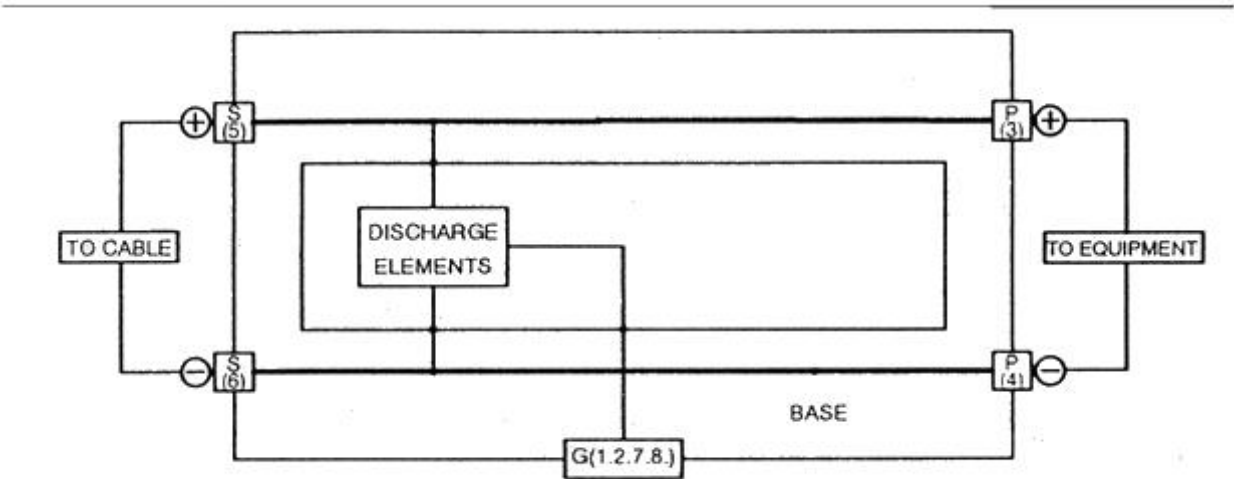 S
(5)
P
(3)
+
+
TO CABLE
DISCHARGE
ELEMENTS
TO EQUIPMENT
S
(6)
P
(4)
−
−
BASE
G(1.2.7.8.)